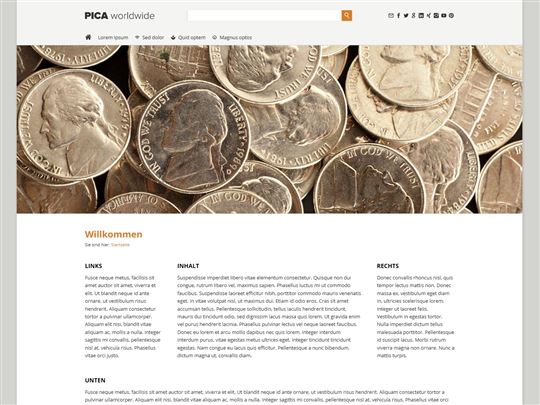 PICA worldwide
Lorem Ipsum Sed dolor Quid optem Magnus optos
IN GOD WE TRUST
LIBERTY
IN GOD WE TRUST
LIBERTY
IN GOD WE TRUST
Willkommen
Sie sind hier: Startseite
LINKS
Fusce neque metus, facilisis sit
amet auctor sit amet, viverra et
elit. Ut blandit neque id ante
ornare, ut vestibulum risus
hendrerit. Aliquam consectetur
tortor a pulvinar ullamcorper.
Aliquam elit nisi, blandit vitae
aliquam ac, mollis a nulla. Integer
sagittis mi convallis, pellentesque
nisl at, vehicula risus. Phasellus
vitae orci justo.
INHALT
Suspendisse imperdiet libero vitae elementum consectetur. Quisque non dui
congue, rutrum libero vel, maximus sapien. Phasellus luctus mi ut commodo
faucibus. Suspendisse laoreet efficitur nibh, porttitor commodo mauris venenatis
eget. In vitae volutpat nisl, ut maximus dui. Etiam id odio eros. Cras sit amet
accumsan tellus. Pellentesque sollicitudin, tellus iaculis hendrerit tincidunt,
mauris dui tincidunt odio, sed dignissim lacus massa quis lorem. Ut gravida enim
vel purus hendrerit lacinia. Phasellus pulvinar lectus vel neque laoreet faucibus.
Donec eu lorem et arcu mollis dapibus nec quis lorem. Integer interdum
interdum purus, vitae egestas metus ultrices eget. Integer tincidunt tincidunt
egestas. Nam congue eu lacus quis efficitur. Pellentesque a nunc bibendum,
dictum magna ut, convallis diam.
RECHTS
Donec convallis rhoncus nisl, quis
tempor lectus mattis non. Donec
massa ex, vestibulum eget diam
in, ultricies scelerisque lorem.
Integer ut laoreet felis.
Vestibulum in egestas tortor.
Nulla imperdiet dictum tellus
malesuada porttitor. Pellentesque
id suscipit lacus. Morbi rutrum
viverra magna non ornare. Nunc a
mattis turpis.
UNTEN
Fusce neque metus, facilisis sit amet auctor sit amet, viverra et elit. Ut blandit neque id ante ornare, ut vestibulum risus hendrerit. Aliquam consectetur
tortor a pulvinar ullamcorper. Aliquam elit nisi, blandit vitae aliquam ac, mollis a nulla. Integer sagittis mi convallis, pellentesque nisl at, vehicula risus.